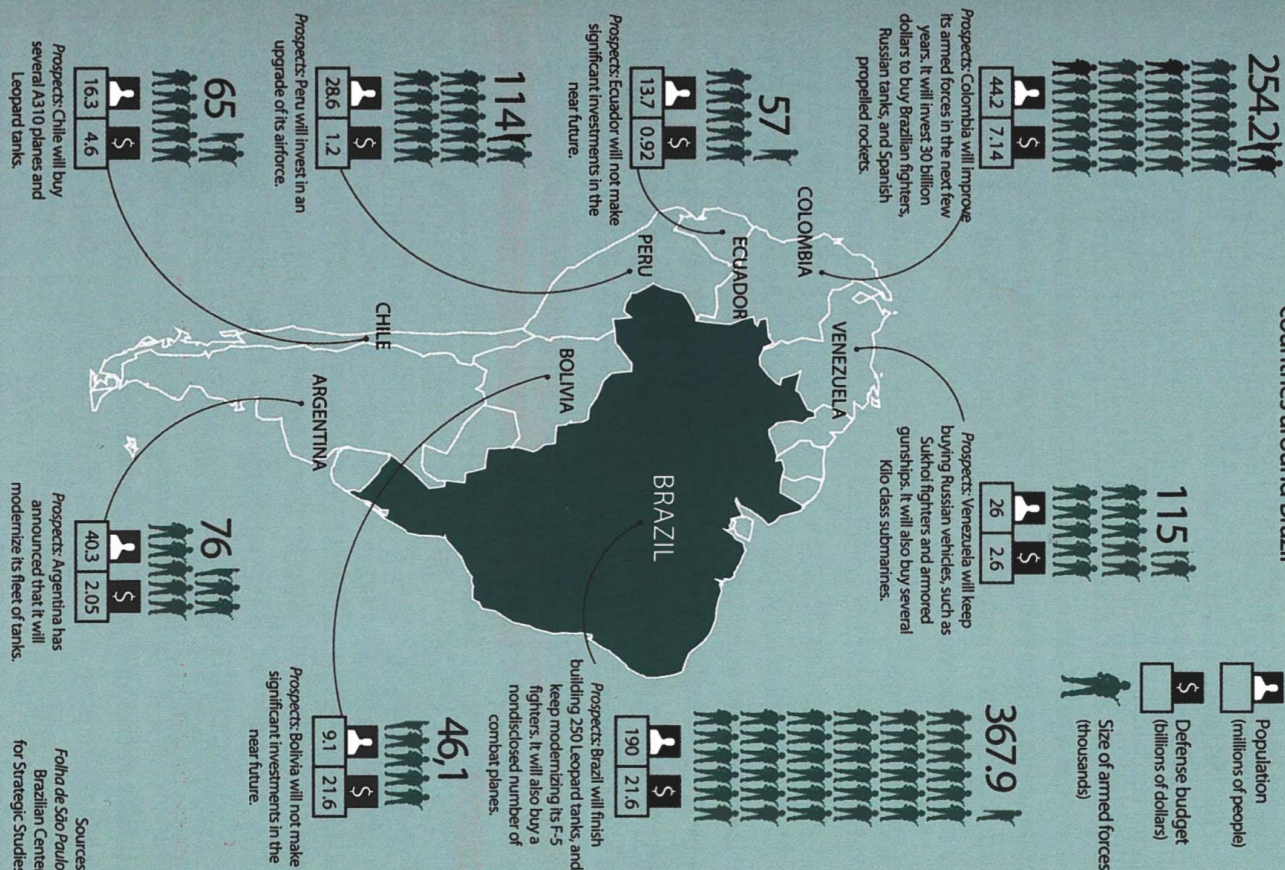 Countries around Brazil
254.2
44.2 $ 7.14
Prospects: Colombia will improve
its armed forces in the next few
years. It will invest 30 billion
dollars to buy Brazilian fighters,
Russian tanks, and Spanish
propelled rockets.
115
26 $ 2.6
Prospects: Venezuela will keep
buying Russian vehicles, such as
Sukhoi fighters and armored
gunships. It will also buy several
Kilo class submarines.
Population
(millions of people)
$
Defense budget
(billions of dollars)
Size of armed forces
(thousands)
367.9
190 $ 21.6
Prospects: Brazil will finish
building 250 Leopard tanks, and
keep modernizing its F-5
fighters. It will also buy a
nondisclosed number of
combat planes.
57
13.7 $ 0.92
Prospects: Ecuador will not make
significant investments in the
near future.
COLOMBIA
VENEZUELA
ECUADOR
PERU
BRAZIL
BOLIVIA
CHILE
ARGENTINA
114
28.6 $ 1.2
Prospects: Peru will invest in an
upgrade of its airforce.
46,1
9.1 $ 21.6
Prospects: Bolivia will not make
significant investments in the
near future.
65
16.3 $ 4.6
Prospects: Chile will buy
several A310 planes and
Leopard tanks.
76
40.3 $ 2.05
Prospects: Argentina has
announced that it will
modernize its fleet of tanks.
Sources
Folha de São Paulo
Brazilian Center
for Strategic Studies